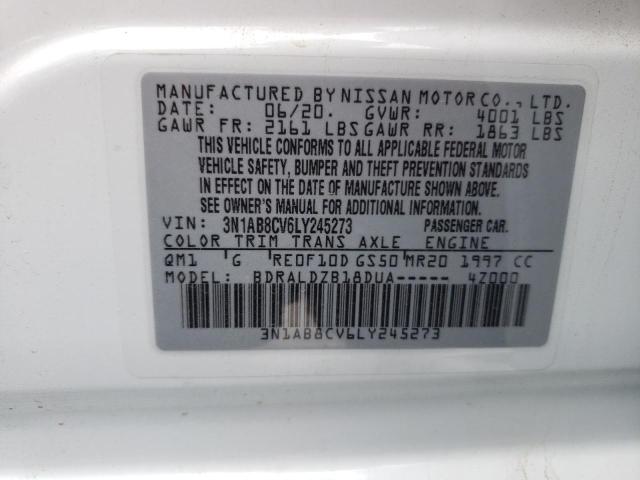 MANUFACTURED BY NISSAN MOTOR CO., LTD.
DATE: 06/20. GVWR: 4001 LBS
GAWR FR: 2161 LBS GAWR RR: 1863 LBS
THIS VEHICLE CONFORMS TO ALL APPLICABLE FEDERAL MOTOR
VEHICLE SAFETY, BUMPER AND THEFT PREVENTION STANDARDS
IN EFFECT ON THE DATE OF MANUFACTURE SHOWN ABOVE.
SEE OWNER'S MANUAL FOR ADDITIONAL INFORMATION.
VIN: 3N1AB8CV6LY245273 PASSENGER CAR.
COLOR TRIM TRANS AXLE ENGINE
QM1 G RE0F10D GS50 MR20 1997 CC
MODEL: BDRALDZB18DUA----- 4Z000
3N1AB8CV6LY245273